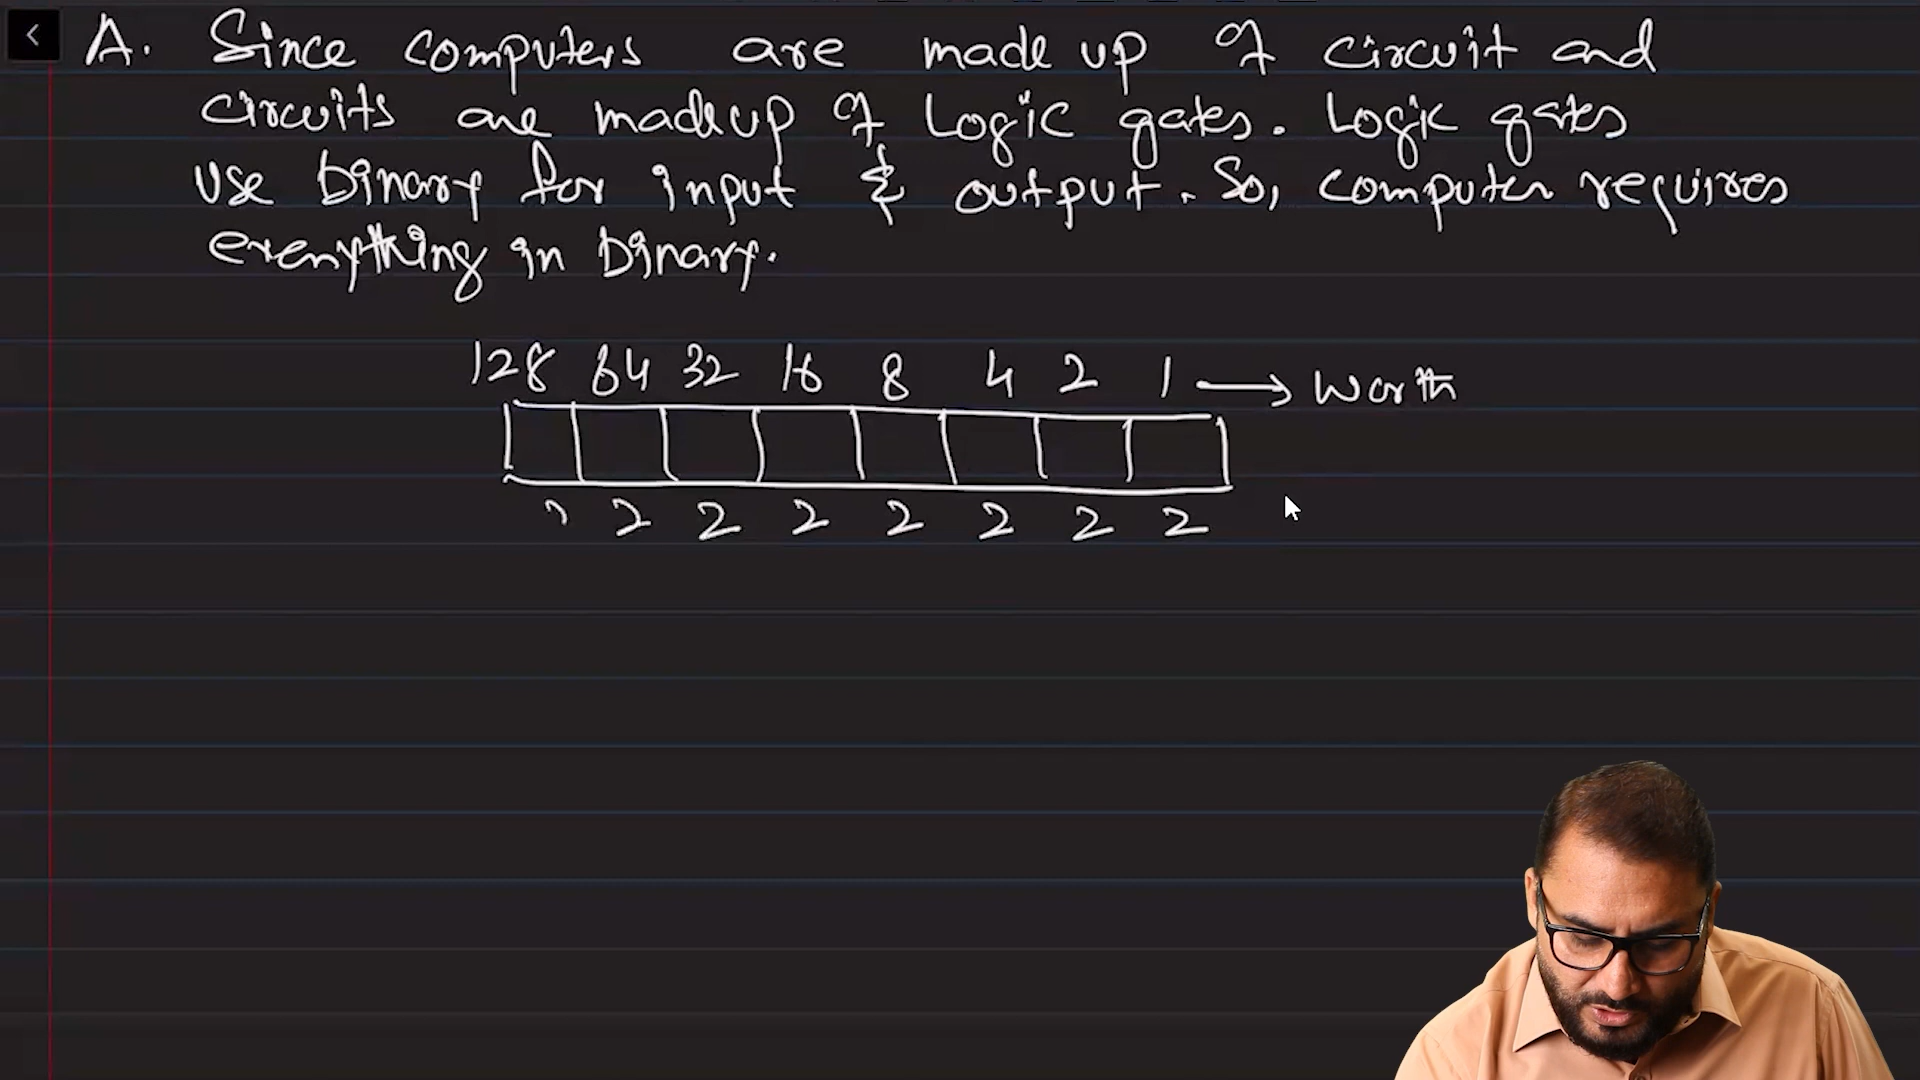 A. Since computers are made up of circuit and
circuits are made up of Logic gates. Logic gates
use binary for input & output. So, computer requires
everything in binary.
128 64 32 16 8 4 2 1 → Worth
2 2 2 2 2 2 2